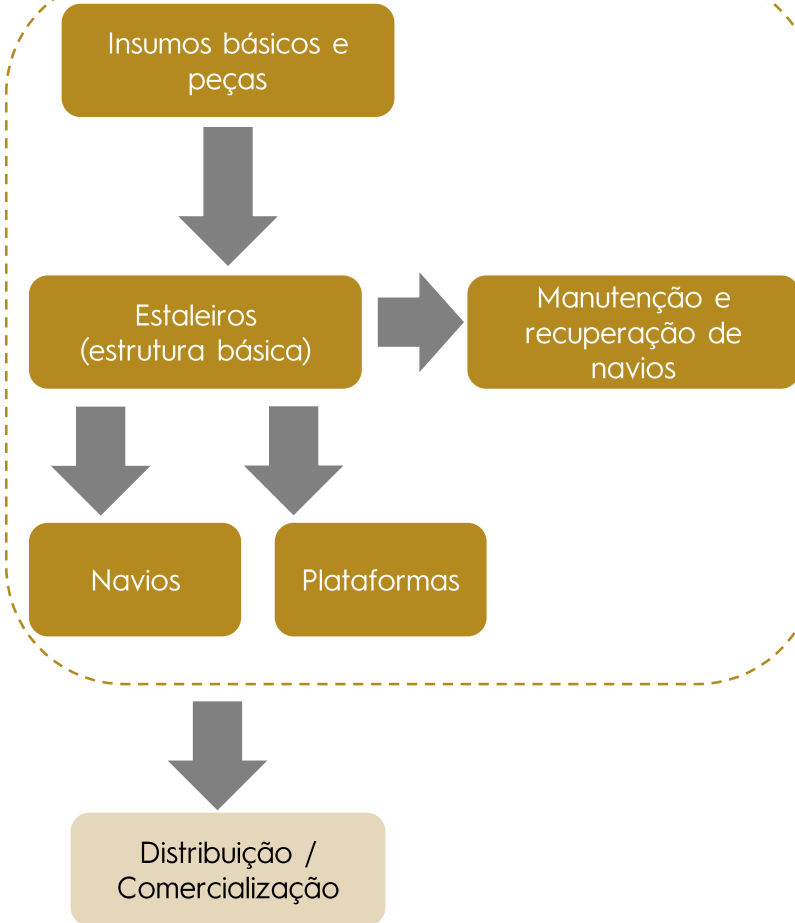 Insumos básicos e
peças
Estaleiros
(estrutura básica)
Manutenção e
recuperação de
navios
Navios
Plataformas
Distribuição /
Comercialização